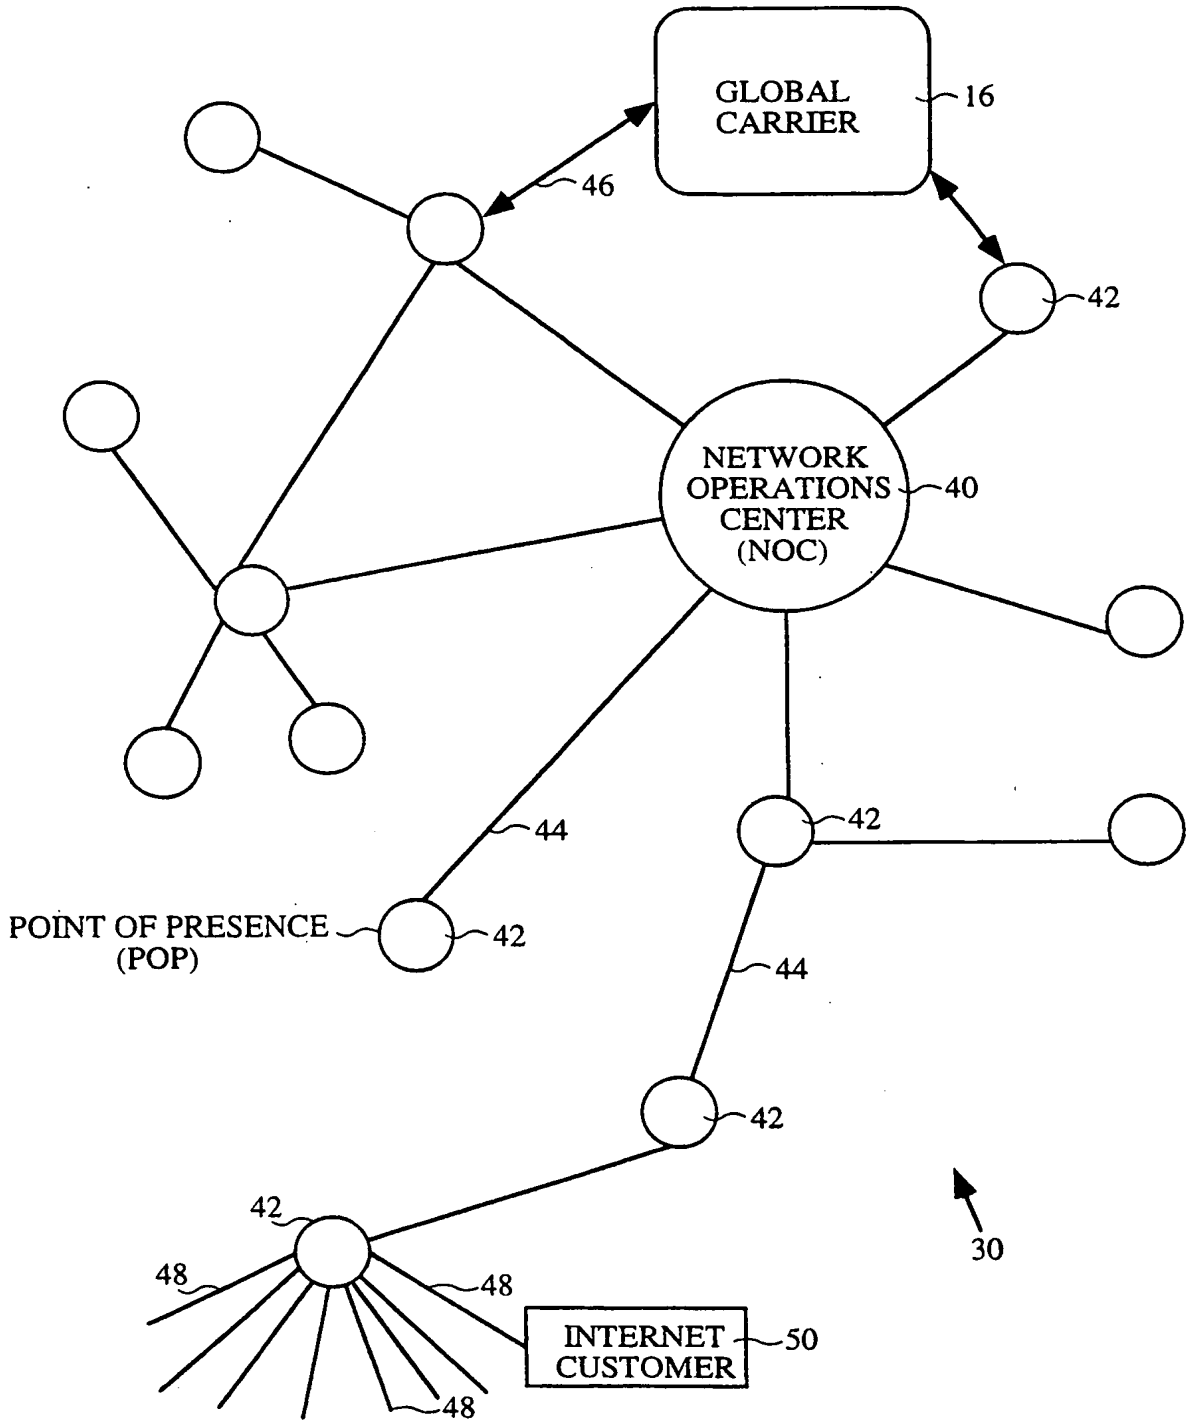 GLOBAL
CARRIER
16
46
42
NETWORK
OPERATIONS
CENTER
(NOC)
40
44
42
POINT OF PRESENCE
(POP)
42
44
42
42
30
48
48
INTERNET
CUSTOMER
50
48